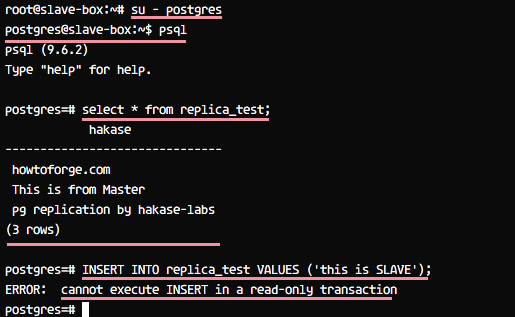 root@slave-box:~# su - postgres
postgres@slave-box:~$ psql
psql (9.6.2)
Type "help" for help.
postgres=# select * from replica_test;
hakase
-------------------------------
howtoforge.com
This is from Master
pg replication by hakase-labs
(3 rows)
postgres=# INSERT INTO replica_test VALUES ('this is SLAVE');
ERROR:  cannot execute INSERT in a read-only transaction
postgres=#